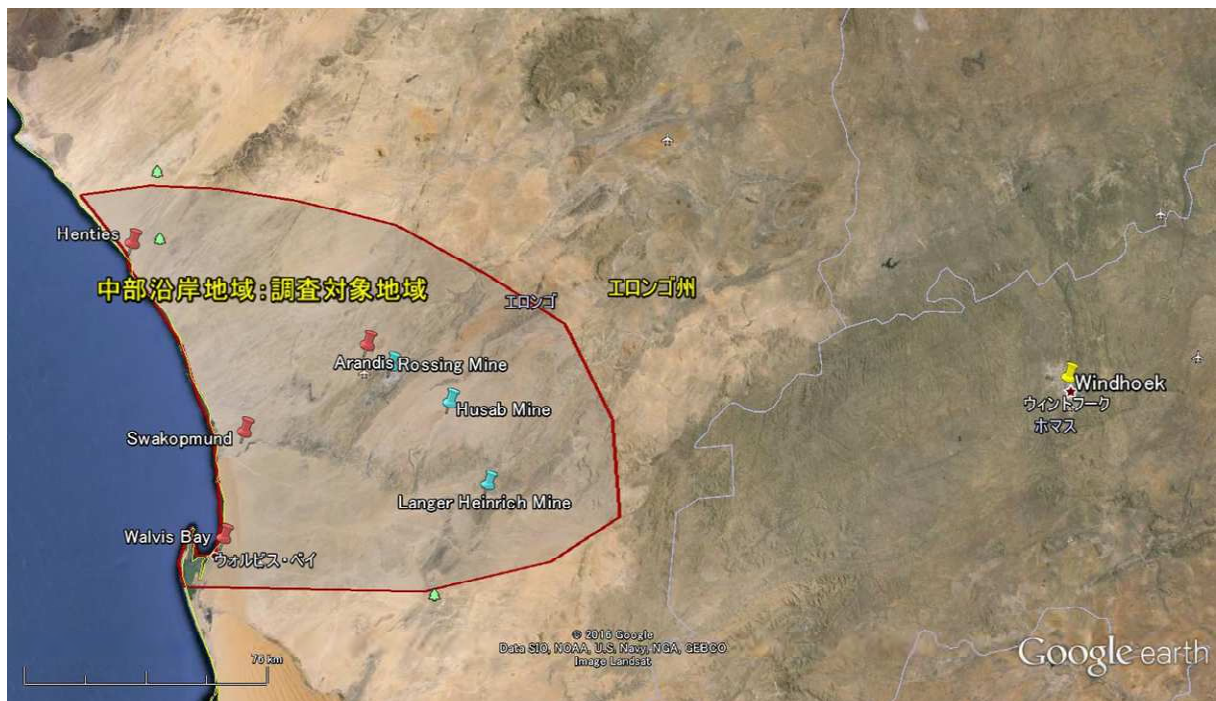 Henties
中部沿岸地域:調査対象地域
エロンゴ
エロンゴ州
Arandis
Rossing Mine
Windhoek
Husab Mine
ウィントフーク
ホマス
Swakopmund
Langer Heinrich Mine
Walvis Bay
ウォルビス・ベイ
© 2016 Google
Data SIO, NOAA, U.S. Navy, NGA, GEBCO
Image Landsat
Google earth
76 km